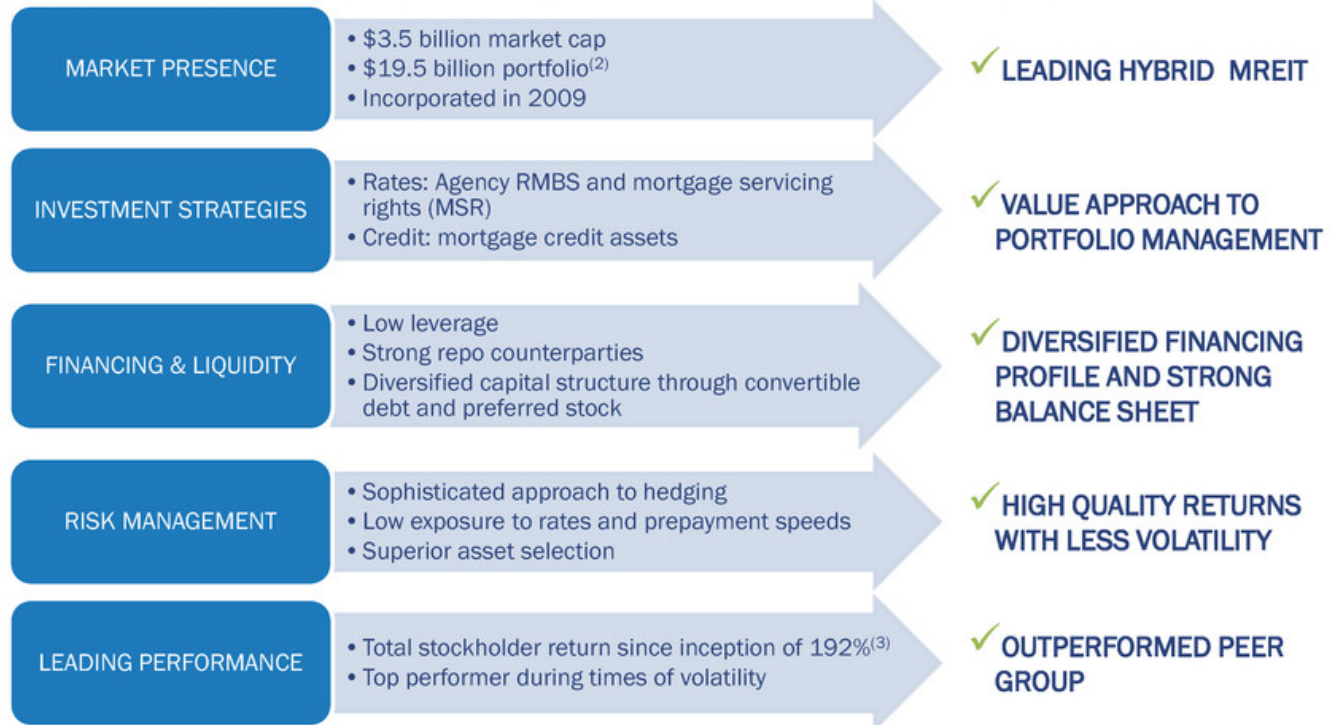 MARKET PRESENCE
• $3.5 billion market cap
• $19.5 billion portfolio(2)
• Incorporated in 2009
✓ LEADING HYBRID MREIT
INVESTMENT STRATEGIES
• Rates: Agency RMBS and mortgage servicing
rights (MSR)
• Credit: mortgage credit assets
✓ VALUE APPROACH TO
PORTFOLIO MANAGEMENT
FINANCING & LIQUIDITY
• Low leverage
• Strong repo counterparties
• Diversified capital structure through convertible
debt and preferred stock
✓ DIVERSIFIED FINANCING
PROFILE AND STRONG
BALANCE SHEET
RISK MANAGEMENT
• Sophisticated approach to hedging
• Low exposure to rates and prepayment speeds
• Superior asset selection
✓ HIGH QUALITY RETURNS
WITH LESS VOLATILITY
LEADING PERFORMANCE
• Total stockholder return since inception of 192%(3)
• Top performer during times of volatility
✓ OUTPERFORMED PEER
GROUP